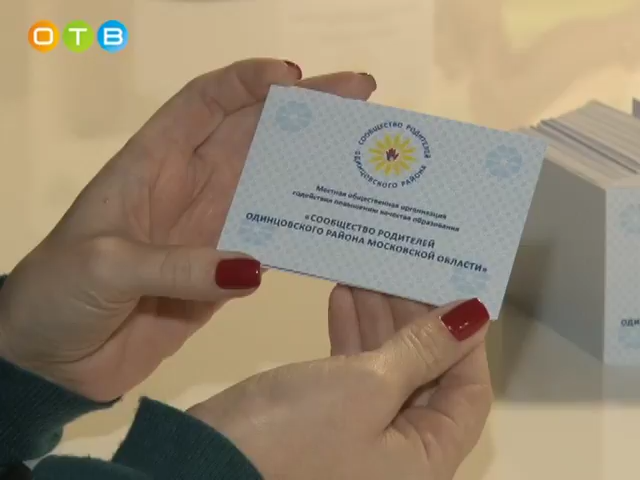 ОТВ
СООБЩЕСТВО РОДИТЕЛЕЙ
ОДИНЦОВСКОГО РАЙОНА
Местная общественная организация
содействия повышению качества образования
«СООБЩЕСТВО РОДИТЕЛЕЙ
ОДИНЦОВСКОГО РАЙОНА МОСКОВСКОЙ ОБЛАСТИ»